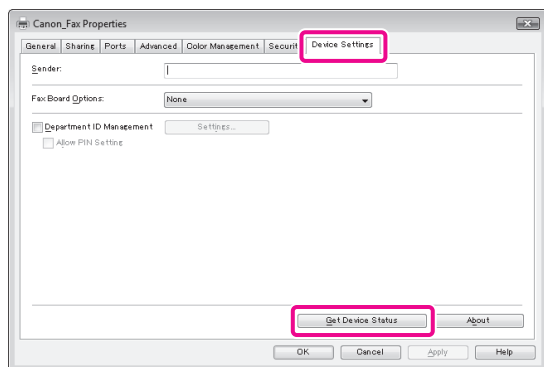 Canon_Fax Properties
General Sharing Ports Advanced Color Management Securit Device Settings
Sender:
Fax Board Options: None
Department ID Management Settings...
Allow PIN Setting
Get Device Status About
OK Cancel Apply Help